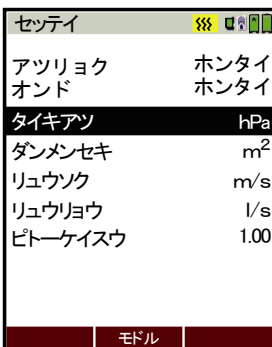 セッテイ
アツリョク ホンタイ
オンド ホンタイ
タイキアツ hPa
ダンメンセキ m²
リュウソク m/s
リュウリョウ l/s
ピトーケイスウ 1.00
モドル